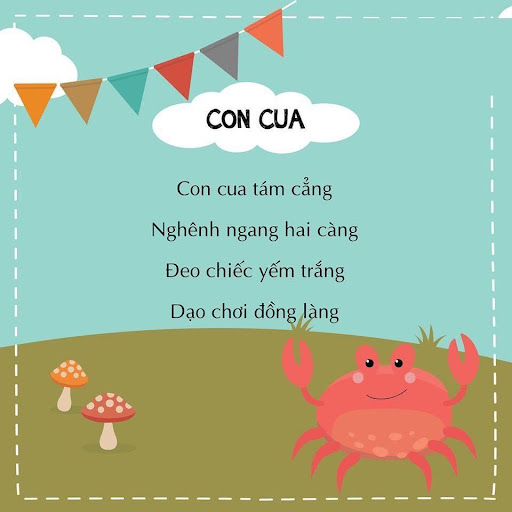 CON CUA
Con cua tám cẳng
Nghênh ngang hai càng
Đeo chiếc yếm trắng
Dạo chơi đồng làng